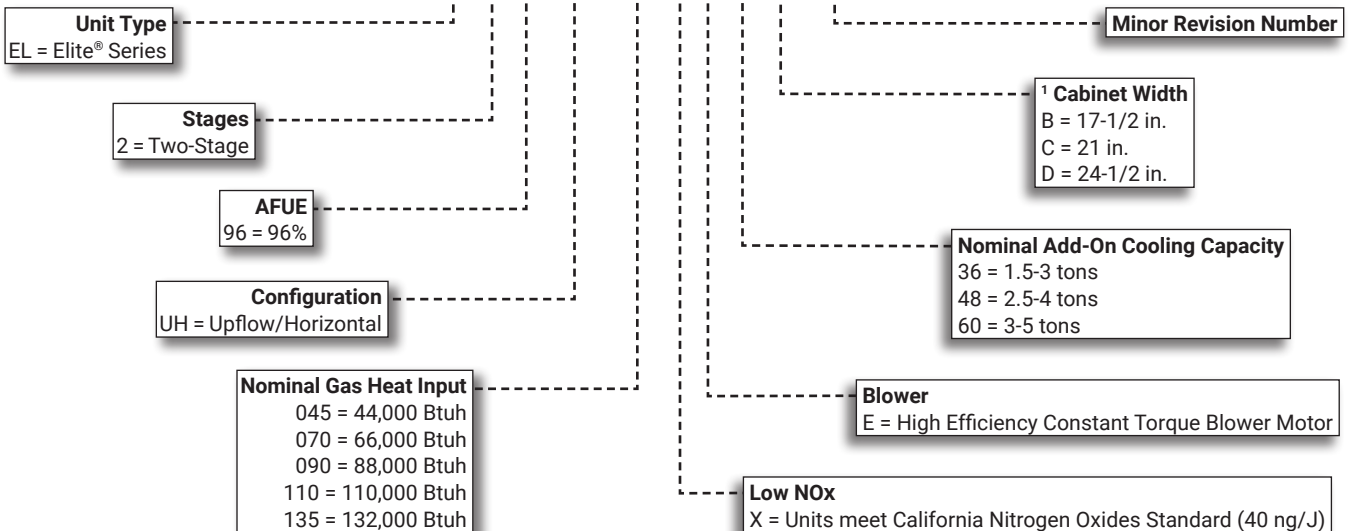 Unit Type
EL = Elite® Series
Minor Revision Number
¹ Cabinet Width
B = 17-1/2 in.
C = 21 in.
D = 24-1/2 in.
Stages
2 = Two-Stage
AFUE
96 = 96%
Nominal Add-On Cooling Capacity
36 = 1.5-3 tons
48 = 2.5-4 tons
60 = 3-5 tons
Configuration
UH = Upflow/Horizontal
Nominal Gas Heat Input
045 = 44,000 Btuh
070 = 66,000 Btuh
090 = 88,000 Btuh
110 = 110,000 Btuh
135 = 132,000 Btuh
Blower
E = High Efficiency Constant Torque Blower Motor
Low NOx
X = Units meet California Nitrogen Oxides Standard (40 ng/J)